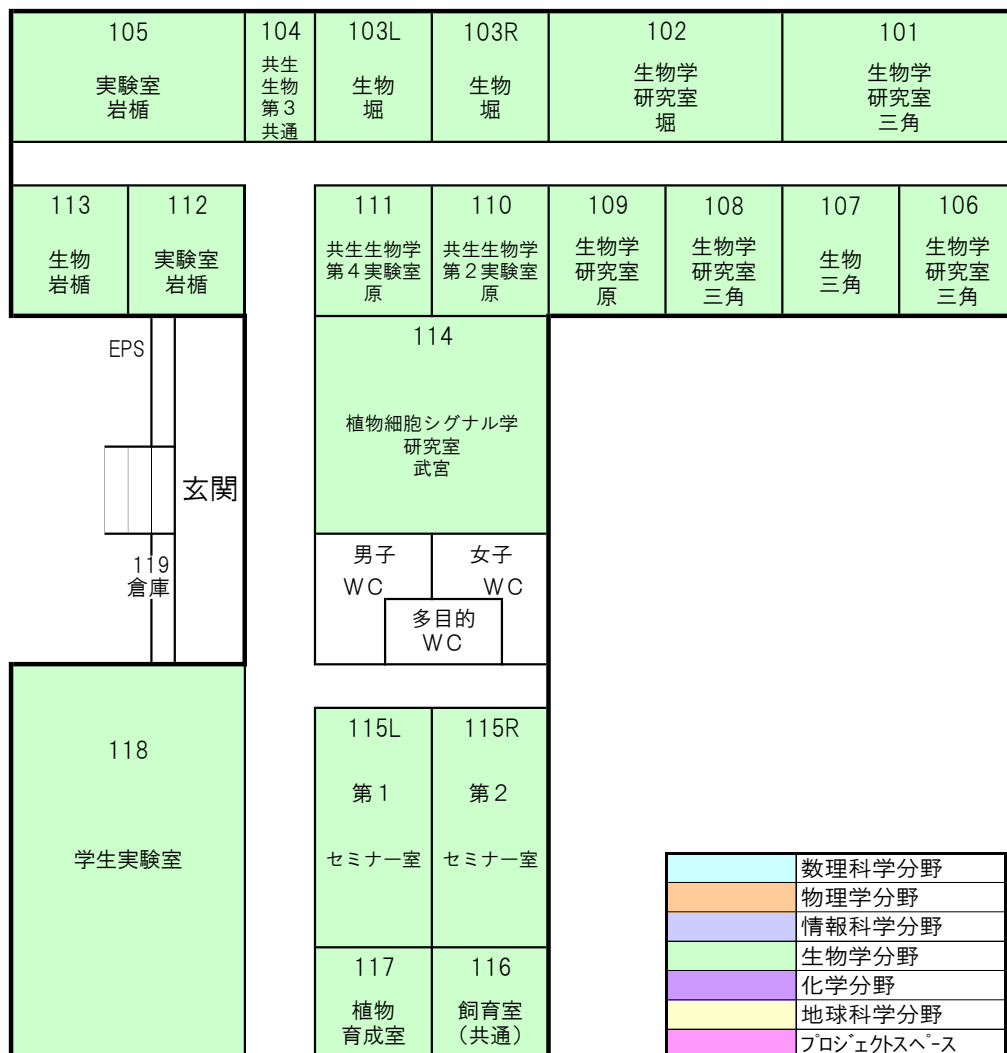 105
実験室
岩楯
104
共生
生物
第3
共通
103L
生物
堀
103R
生物
堀
102
生物学
研究室
堀
101
生物学
研究室
三角
113
生物
岩楯
112
実験室
岩楯
111
共生生物学
第4実験室
原
110
共生生物学
第2実験室
原
109
生物学
研究室
原
108
生物学
研究室
三角
107
生物
三角
106
生物学
研究室
三角
EPS
玄関
119
倉庫
114
植物細胞シグナル学
研究室
武宮
男子
WC
女子
WC
多目的
WC
118
学生実験室
115L
第1
セミナー室
115R
第2
セミナー室
117
植物
育成室
116
飼育室
(共通)
数理科学分野
物理学分野
情報科学分野
生物学分野
化学分野
地球科学分野
プロジェクトスペース